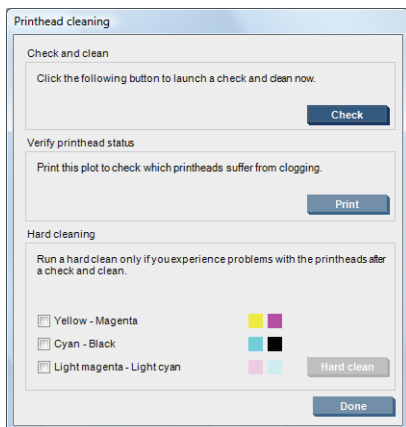 Printhead cleaning
Check and clean
Click the following button to launch a check and clean now.
Check
Verify printhead status
Print this plot to check which printheads suffer from clogging.
Print
Hard cleaning
Run a hard clean only if you experience problems with the printheads after
a check and clean.
Yellow - Magenta
Cyan - Black
Light magenta - Light cyan
Hard clean
Done